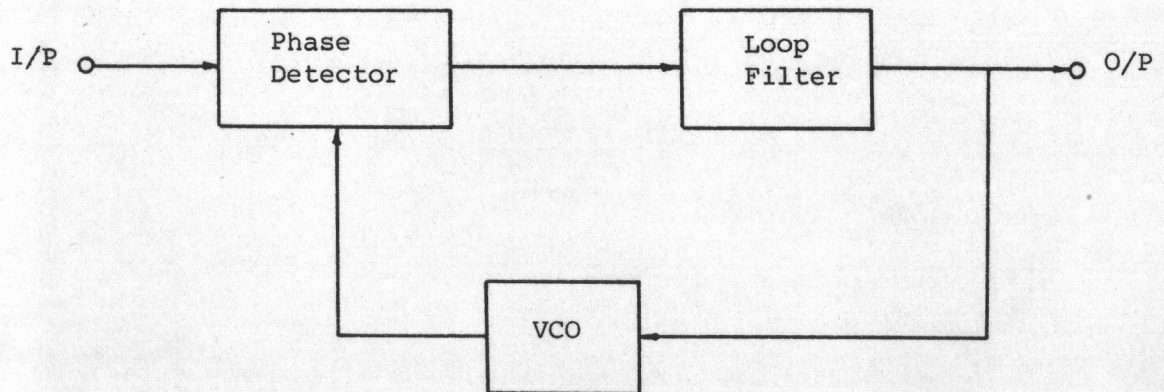 I/P
Phase
Detector
Loop
Filter
O/P
VCO